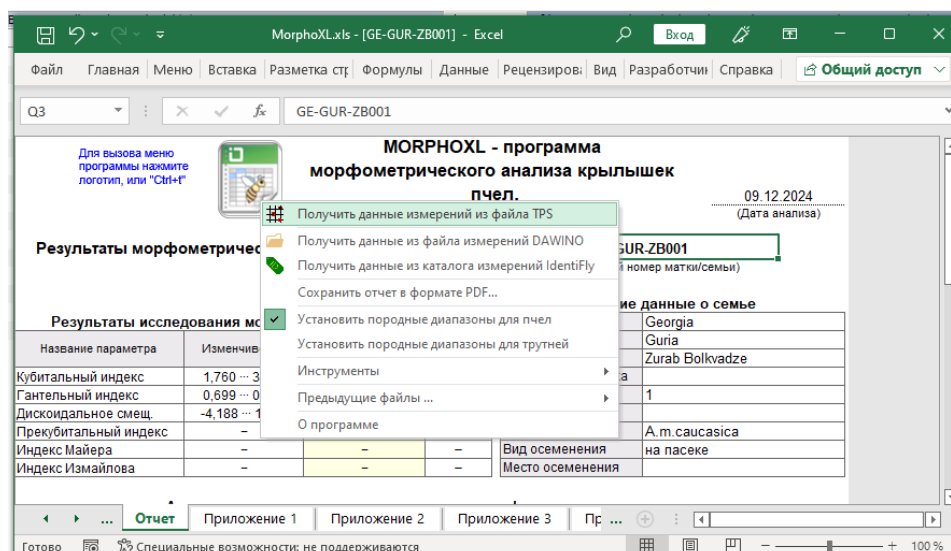 MorphoXL.xls - [GE-GUR-ZB001] - Excel
Вход
Файл Главная Меню Вставка Разметка стр Формулы Данные Рецензирова Вид Разработчик Справка Общий доступ
Q3 fx GE-GUR-ZB001
Для вызова меню
программы нажмите
логотип, или "Ctrl+t"
MORPHOXL - программа
морфометрического анализа крылышек
пчел.
09.12.2024
(Дата анализа)
Получить данные измерений из файла TPS
Получить данные из файла измерений DAWINO
Получить данные из каталога измерений IdentiFly
Сохранить отчет в формате PDF...
Установить породные диапазоны для пчел
Установить породные диапазоны для трутней
Инструменты
Предыдущие файлы ...
О программе
Результаты морфометричес
GUR-ZB001
номер матки/семьи)
ие данные о семье
Результаты исследования мо
Georgia
Название параметра Изменчив
Guria
Zurab Bolkvadze
Кубитальный индекс 1,760 ··· 3 а
Гантельный индекс 0,699 ··· 0 1
Дискоидальное смещ. -4,188 ··· 1
Прекубитальный индекс – A.m.caucasica
Индекс Майера – – – Вид осеменения на пасеке
Индекс Измайлова – – – Место осеменения
... Отчет Приложение 1 Приложение 2 Приложение 3 Пр ...
Готово Специальные возможности: не поддерживаются 100 %